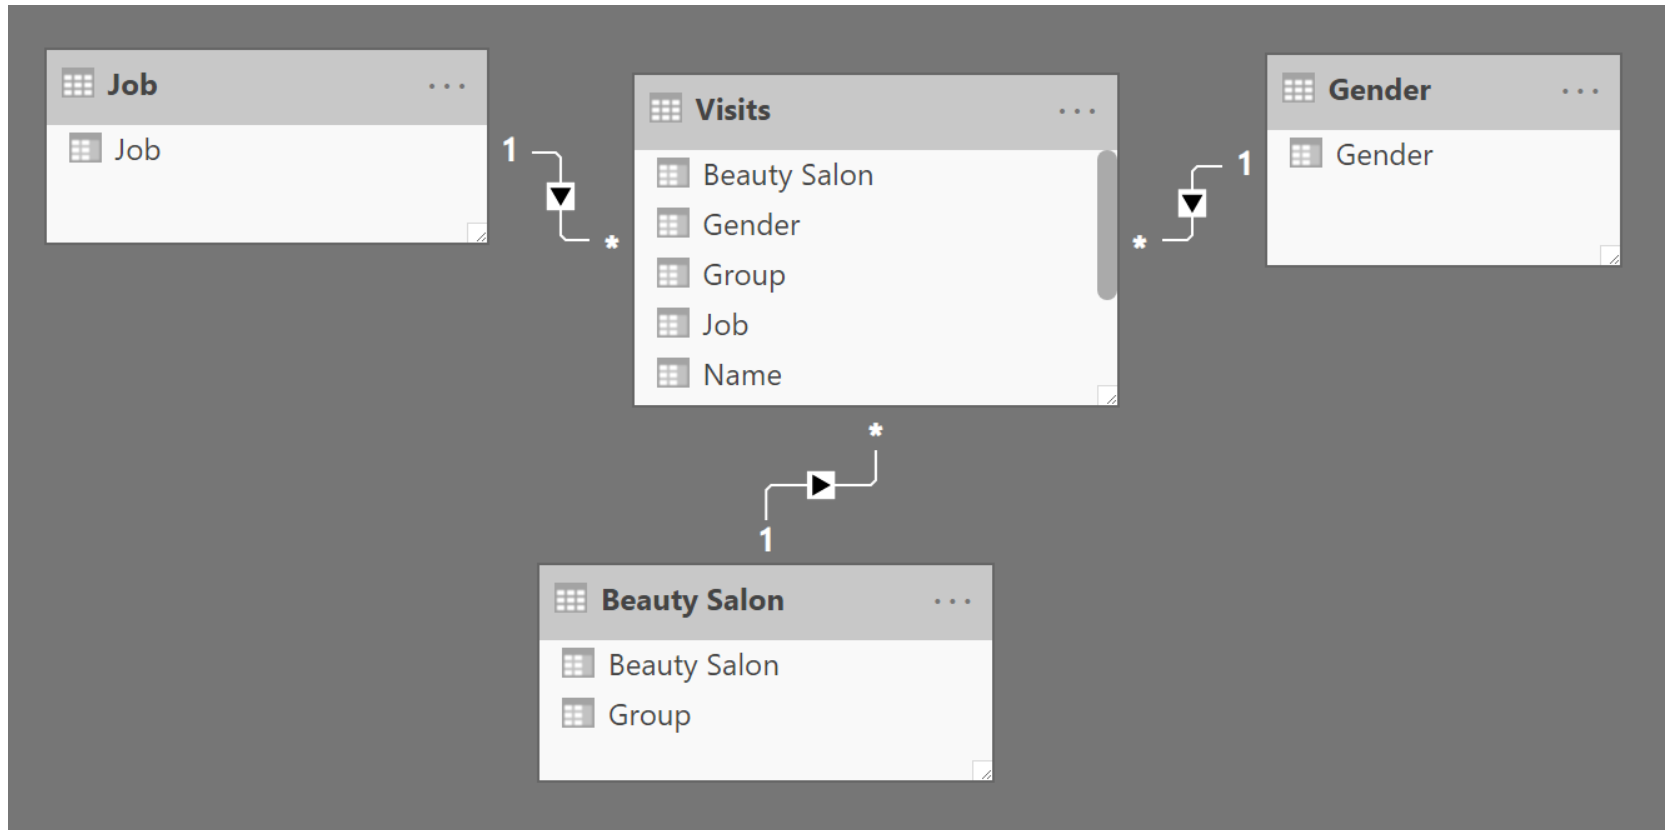 Job
Job
1
*
Visits
Beauty Salon
Gender
Group
Job
Name
*
1
Gender
Gender
1
*
Beauty Salon
Beauty Salon
Group